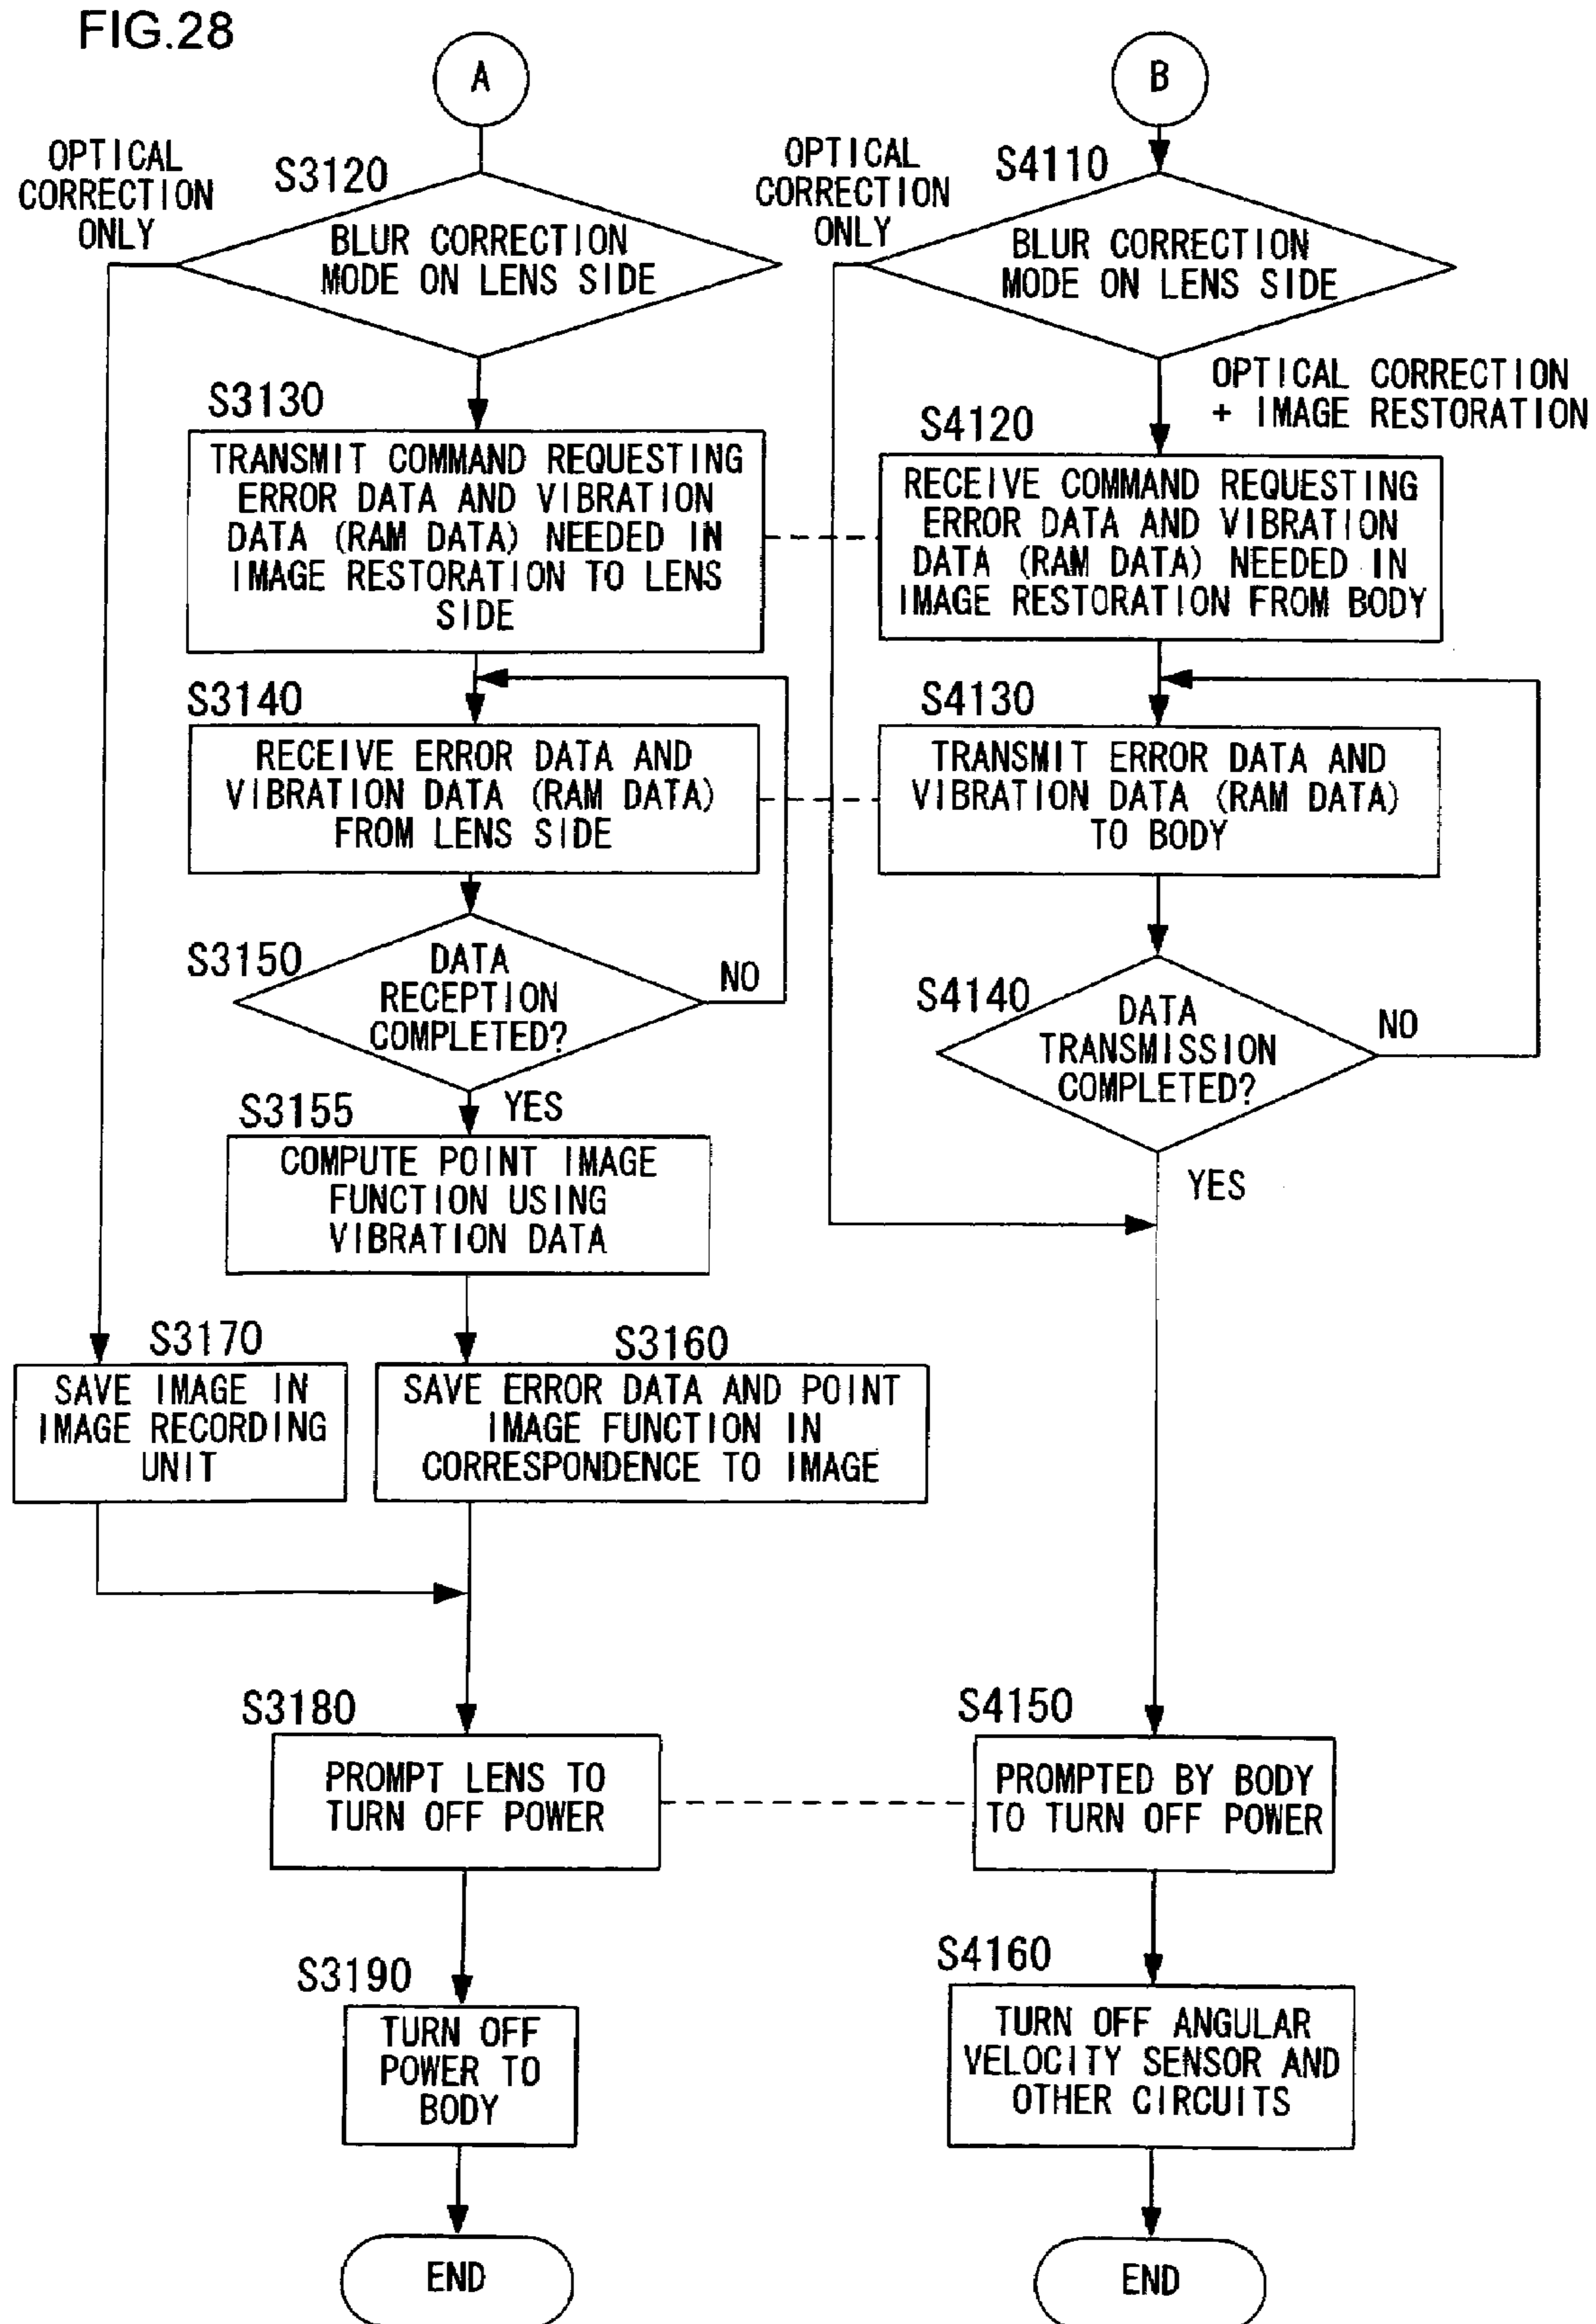 FIG.28
A
OPTICAL
CORRECTION
ONLY
S3120
BLUR CORRECTION
MODE ON LENS SIDE
S3130
TRANSMIT COMMAND REQUESTING
ERROR DATA AND VIBRATION
DATA (RAM DATA) NEEDED IN
IMAGE RESTORATION TO LENS
SIDE
S3140
RECEIVE ERROR DATA AND
VIBRATION DATA (RAM DATA)
FROM LENS SIDE
S3150
DATA
RECEPTION
COMPLETED?
NO
YES
S3155
COMPUTE POINT IMAGE
FUNCTION USING
VIBRATION DATA
S3170
SAVE IMAGE IN
IMAGE RECORDING
UNIT
S3160
SAVE ERROR DATA AND POINT
IMAGE FUNCTION IN
CORRESPONDENCE TO IMAGE
S3180
PROMPT LENS TO
TURN OFF POWER
S3190
TURN OFF
POWER TO
BODY
END
B
OPTICAL
CORRECTION
ONLY
S4110
BLUR CORRECTION
MODE ON LENS SIDE
OPTICAL CORRECTION
+ IMAGE RESTORATION
S4120
RECEIVE COMMAND REQUESTING
ERROR DATA AND VIBRATION
DATA (RAM DATA) NEEDED IN
IMAGE RESTORATION FROM BODY
S4130
TRANSMIT ERROR DATA AND
VIBRATION DATA (RAM DATA)
TO BODY
S4140
DATA
TRANSMISSION
COMPLETED?
NO
YES
S4150
PROMPTED BY BODY
TO TURN OFF POWER
S4160
TURN OFF ANGULAR
VELOCITY SENSOR AND
OTHER CIRCUITS
END